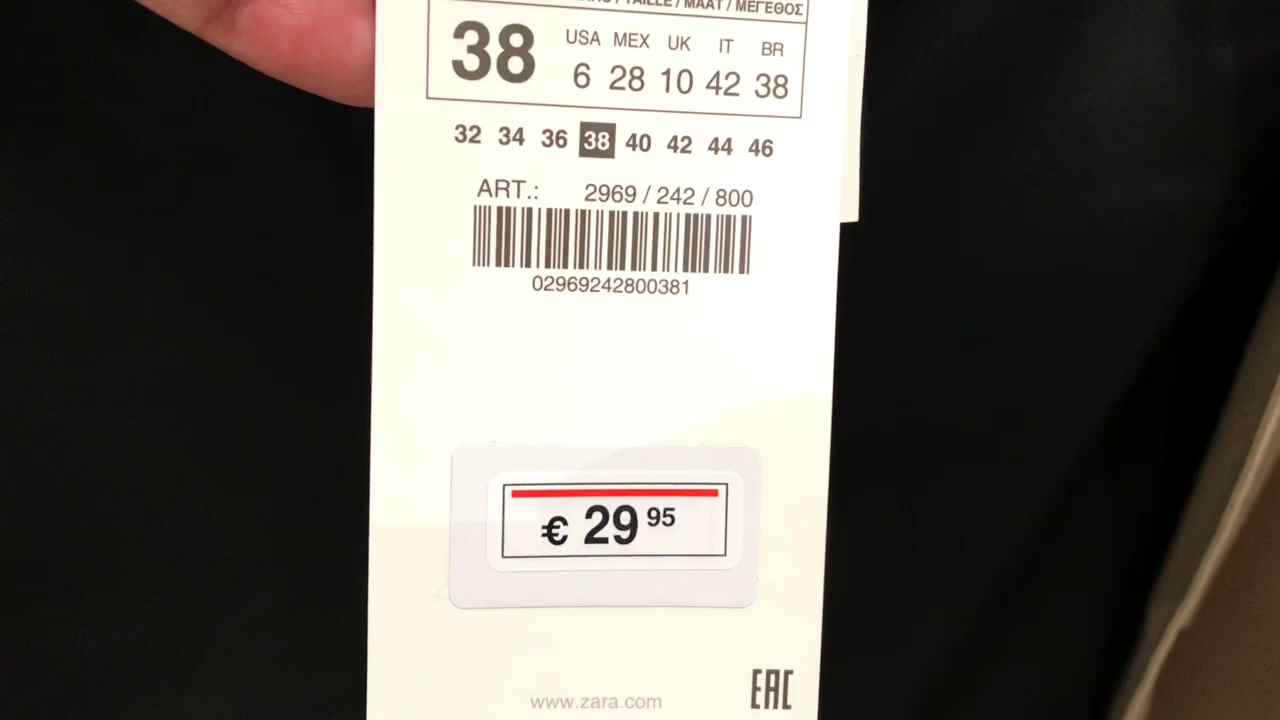 / TAILLE / MAAT / ΜΕΓΕΘΟΣ
38
USA MEX UK IT BR
6 28 10 42 38
32 34 36 38 40 42 44 46
ART.: 2969 / 242 / 800
02969242800381
€ 29 95
www.zara.com
EAC